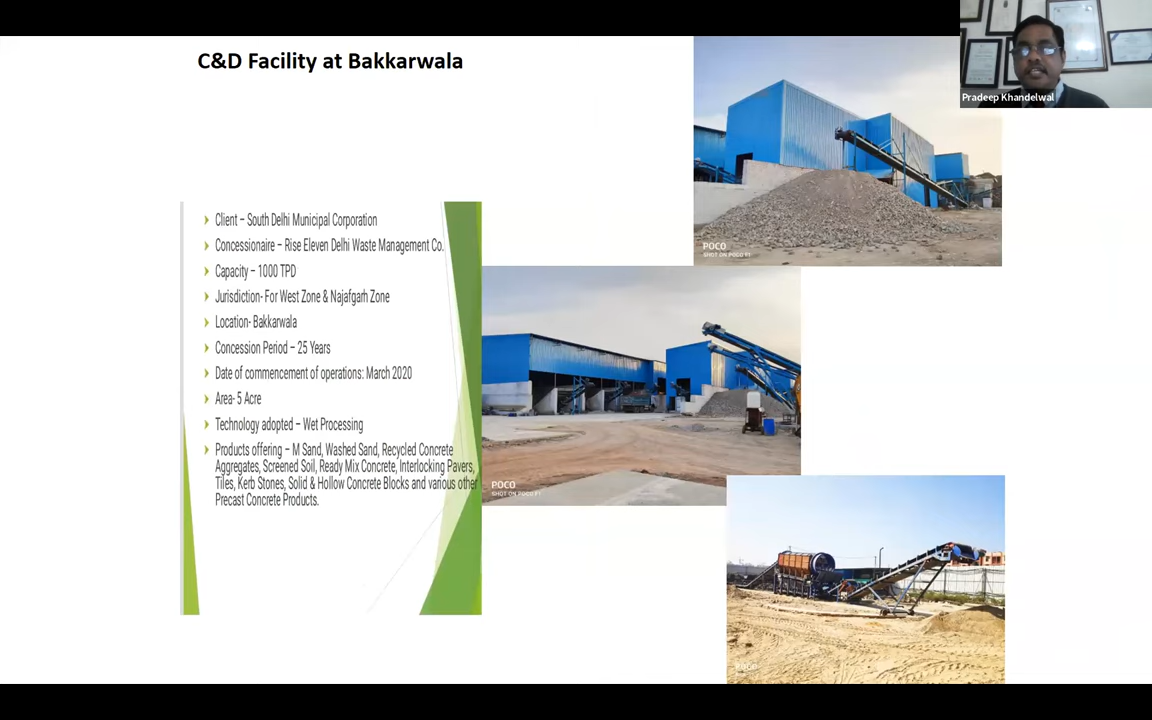 C&D Facility at Bakkarwala
Pradeep Khandelwal
Client – South Delhi Municipal Corporation
Concessionaire – Rise Eleven Delhi Waste Management Co.
Capacity – 1000 TPD
Jurisdiction- For West Zone & Najafgarh Zone
Location- Bakkarwala
Concession Period – 25 Years
Date of commencement of operations: March 2020
Area- 5 Acre
Technology adopted – Wet Processing
Products offering – M Sand, Washed Sand, Recycled Concrete
Aggregates, Screened Soil, Ready Mix Concrete, Interlocking Pavers,
Tiles, Kerb Stones, Solid & Hollow Concrete Blocks and various other
Precast Concrete Products.
POCO
SHOT ON POCO F1
POCO
SHOT ON POCO F1
POCO